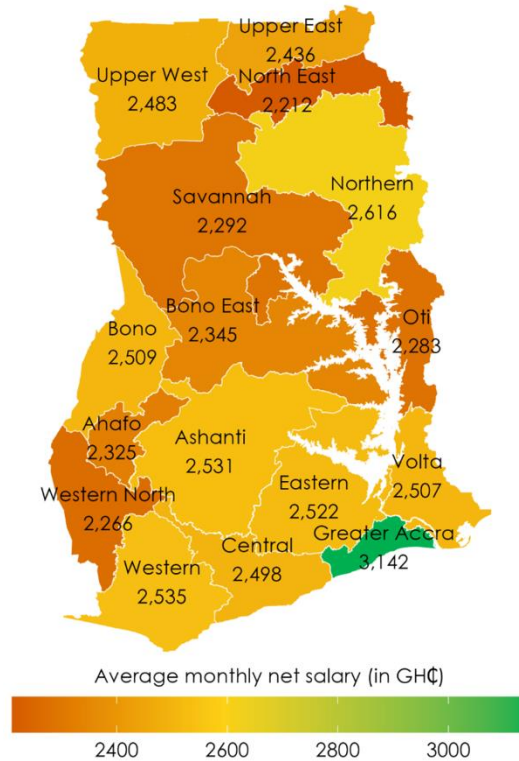 Upper East
2,436
Upper West
2,483
North East
2,212
Northern
2,616
Savannah
2,292
Bono East
2,345
Oti
2,283
Bono
2,509
Ahafo
2,325
Ashanti
2,531
Volta
2,507
Western North
2,266
Eastern
2,522
Greater Accra
3,142
Central
2,498
Western
2,535
Average monthly net salary (in GH₵)
2400 2600 2800 3000